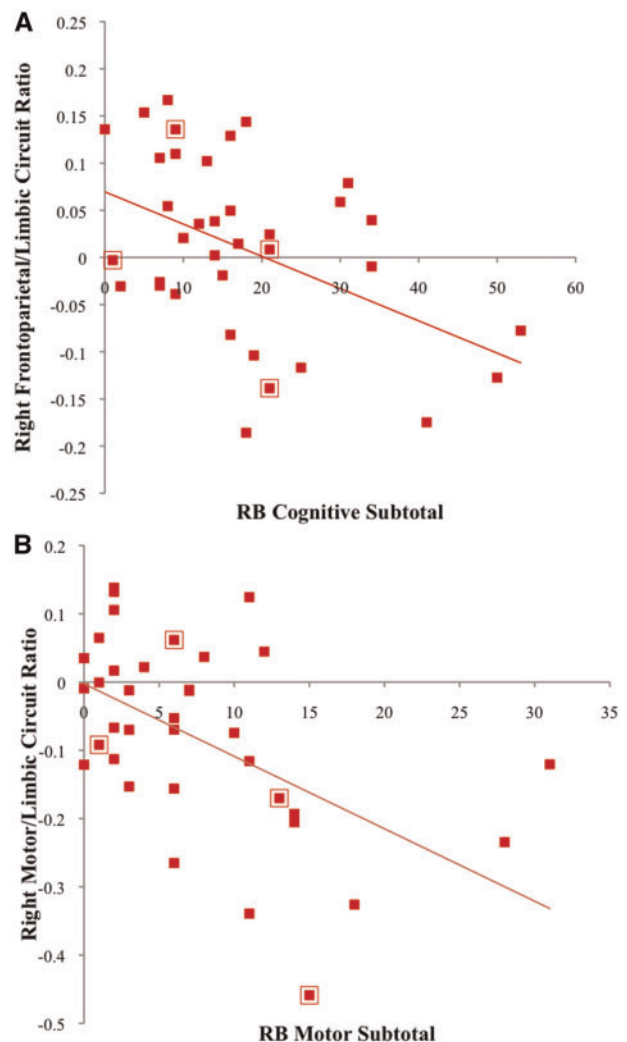 A
Right Frontoparietal/Limbic Circuit Ratio
0.25
0.2
0.15
0.1
0.05
0
-0.05
-0.1
-0.15
-0.2
-0.25
0 10 20 30 40 50 60
RB Cognitive Subtotal
B
Right Motor/Limbic Circuit Ratio
0.2
0.1
0
-0.1
-0.2
-0.3
-0.4
-0.5
0 5 10 15 20 25 30 35
RB Motor Subtotal